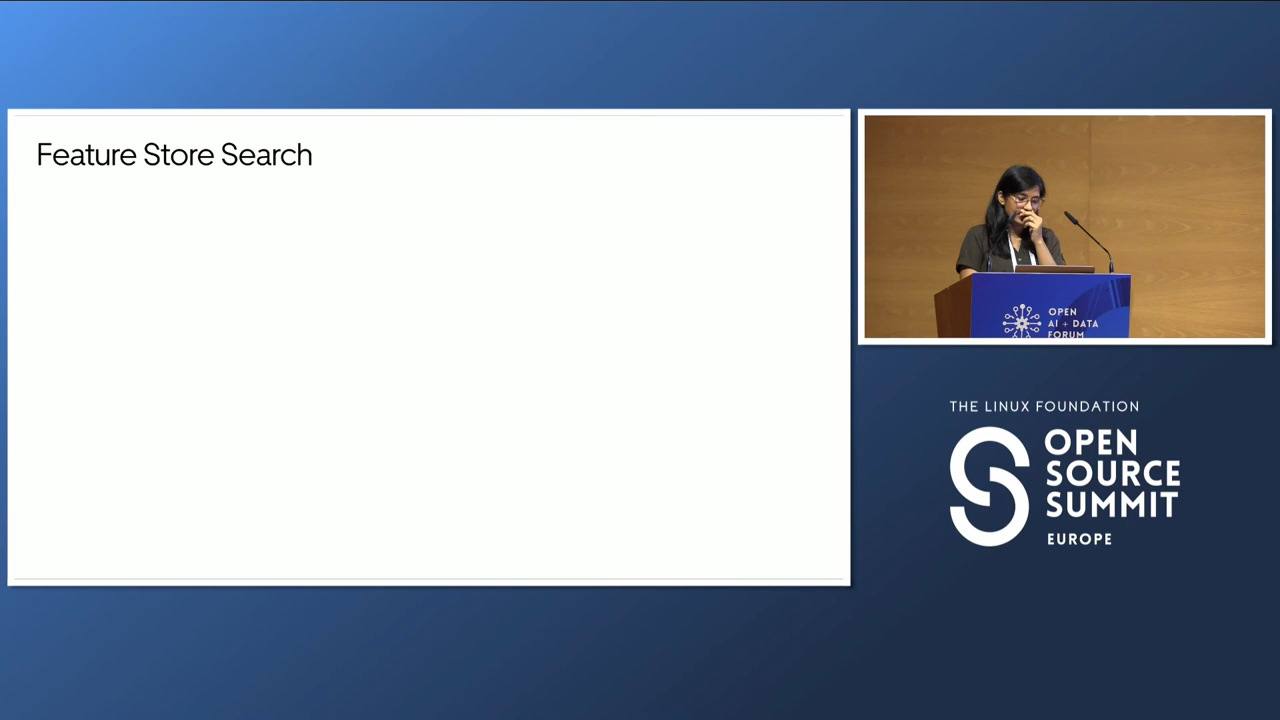 Feature Store Search
OPEN
AI + DATA
FORUM
THE LINUX FOUNDATION
OPEN
SOURCE
SUMMIT
EUROPE